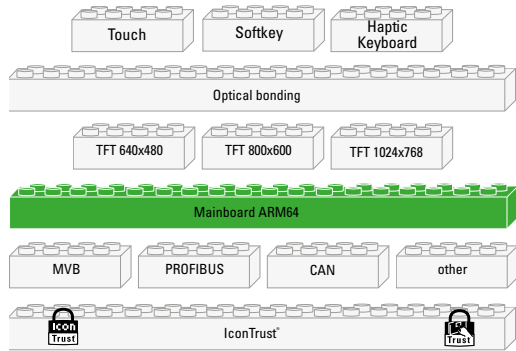 Touch
Softkey
Haptic
Keyboard
Optical bonding
TFT 640x480
TFT 800x600
TFT 1024x768
Mainboard ARM64
MVB
PROFIBUS
CAN
other
Icon
Trust
IconTrust®
Trust